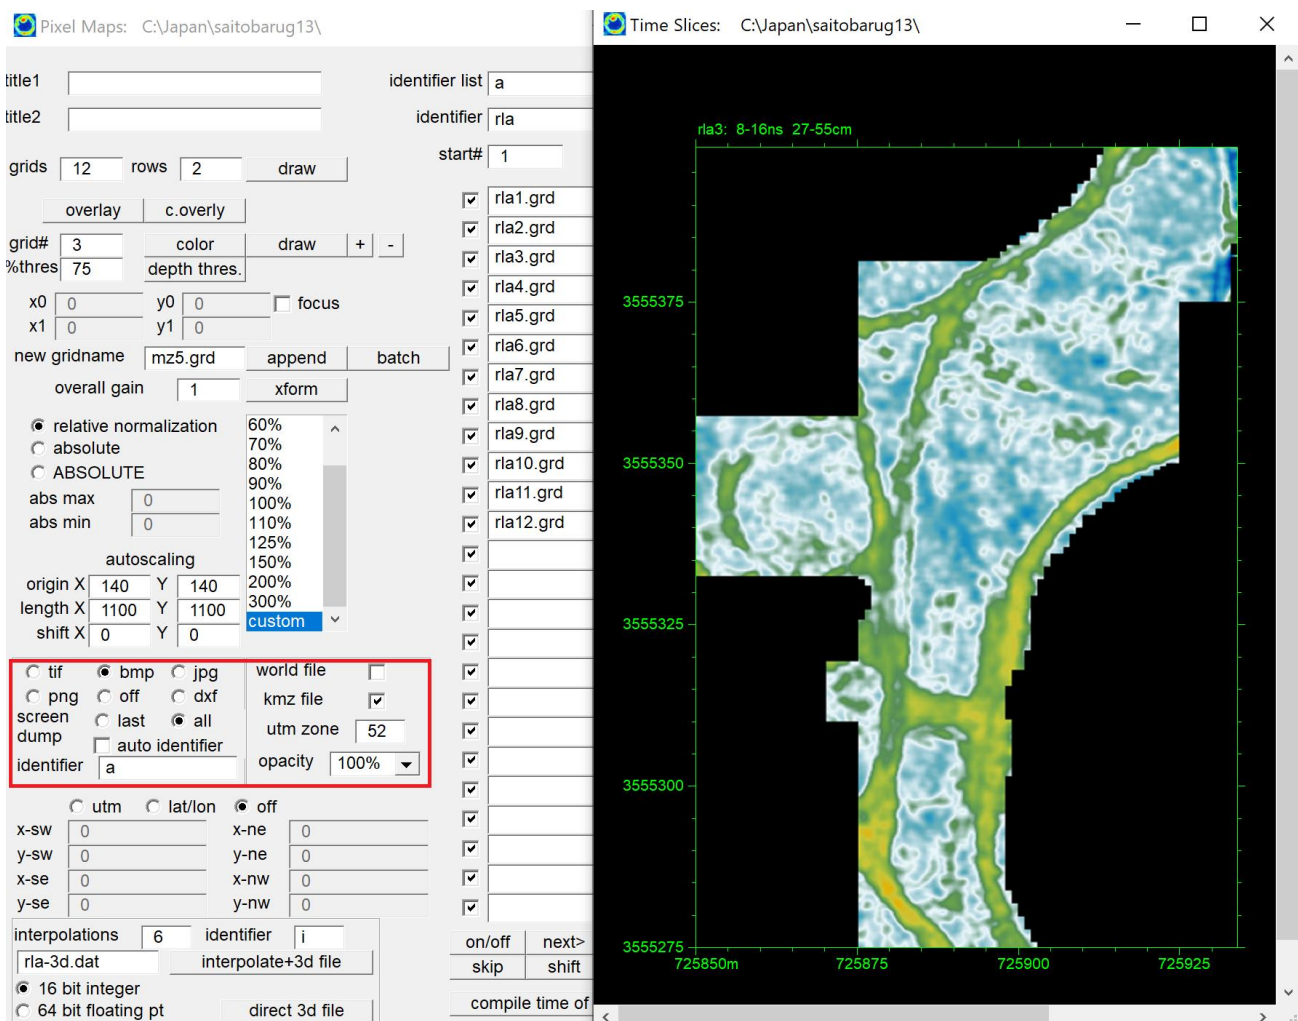 Pixel Maps: C:\Japan\saitobarug13\
title1
identifier list a
title2
identifier rla
start# 1
grids 12 rows 2 draw
overlay c.overly
grid# 3 color draw + -
%thres 75 depth thres.
x0 0 y0 0 focus
x1 0 y1 0
new gridname mz5.grd append batch
overall gain 1 xform
relative normalization
absolute
ABSOLUTE
abs max 0
abs min 0
60%
70%
80%
90%
100%
110%
125%
150%
200%
300%
custom
autoscaling
origin X 140 Y 140
length X 1100 Y 1100
shift X 0 Y 0
tif bmp jpg
png off dxf
screen dump last all
auto identifier
identifier a
world file
kmz file
utm zone 52
opacity 100%
utm lat/lon off
x-sw 0 x-ne 0
y-sw 0 y-ne 0
x-se 0 x-nw 0
y-se 0 y-nw 0
interpolations 6 identifier i
rla-3d.dat interpolate+3d file
16 bit integer
64 bit floating pt direct 3d file
rla1.grd
rla2.grd
rla3.grd
rla4.grd
rla5.grd
rla6.grd
rla7.grd
rla8.grd
rla9.grd
rla10.grd
rla11.grd
rla12.grd
on/off next>
skip shift
compile time of
Time Slices: C:\Japan\saitobarug13\
rla3: 8-16ns 27-55cm
3555375
3555350
3555325
3555300
3555275
725850m 725875 725900 725925